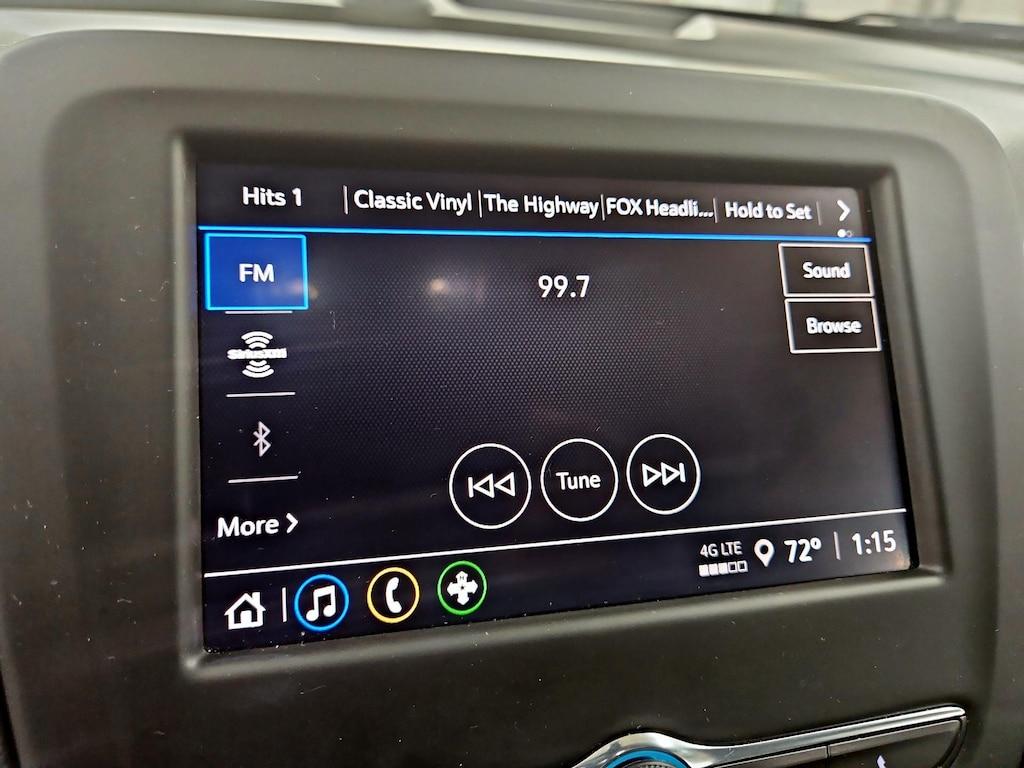 Hits 1 Classic Vinyl The Highway FOX Headli... Hold to Set
FM
99.7
Sound
SiriusXM
Browse
Tune
More
4G LTE 72° 1:15